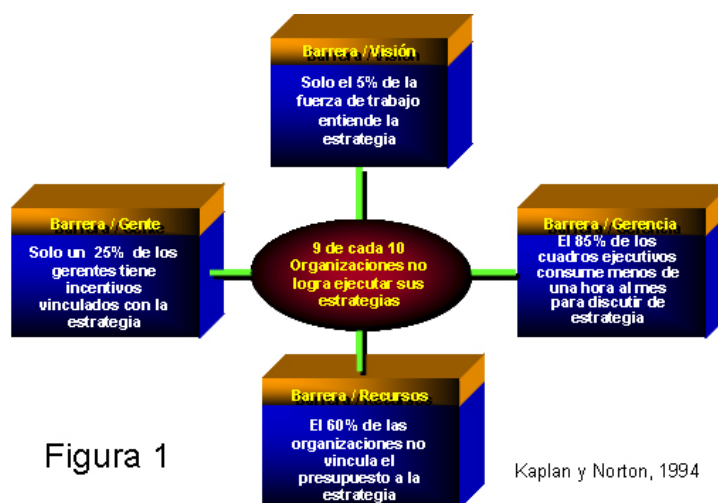 Barrera / Visión
Solo el 5% de la
fuerza de trabajo
entiende la
estrategia
Barrera / Gente
Solo un 25% de los
gerentes tiene
incentivos
vinculados con la
estrategia
9 de cada 10
Organizaciones no
logra ejecutar sus
estrategias
Barrera / Gerencia
El 85% de los
cuadros ejecutivos
consume menos de
una hora al mes
para discutir de
estrategia
Barrera / Recursos
El 60% de las
organizaciones no
vincula el
presupuesto a la
estrategia
Figura 1
Kaplan y Norton, 1994